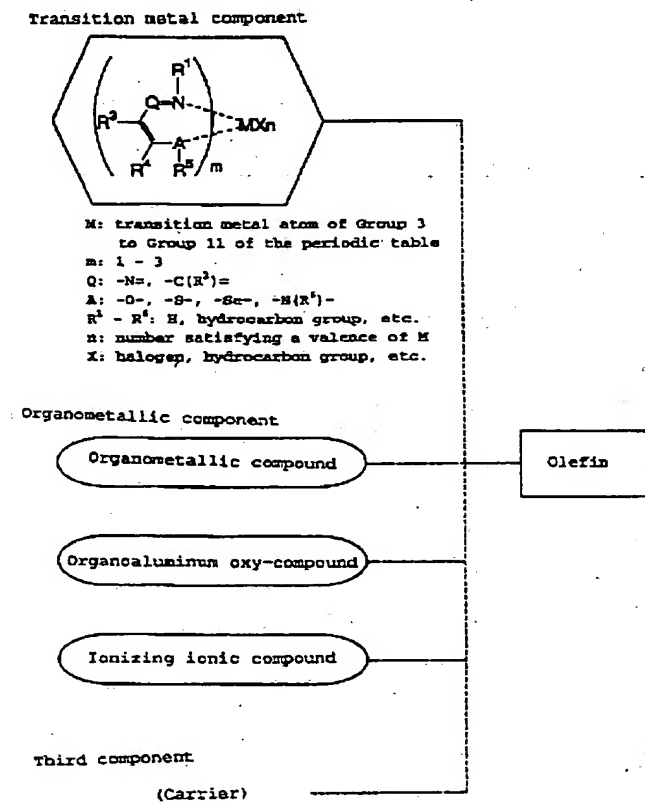 Transition metal component
R¹
Q=N
R³
MXn
A
R⁴
R⁵
m
M: transition metal atom of Group 3
to Group 11 of the periodic table
m: 1 - 3
Q: -N=, -C(R²)=
A: -O-, -S-, -Se-, -N(R⁶)-
R¹ - R⁶: H, hydrocarbon group, etc.
n: number satisfying a valence of M
X: halogen, hydrocarbon group, etc.
Organometallic component
Organometallic compound
Olefin
Organoaluminum oxy-compound
Ionizing ionic compound
Third component
(Carrier)